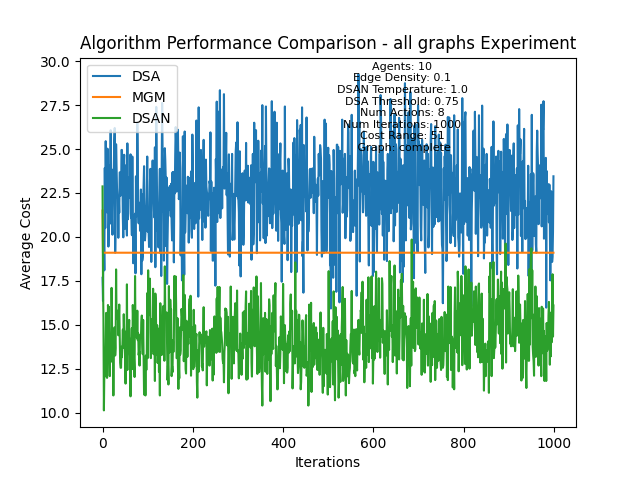 Algorithm Performance Comparison - all graphs Experiment
DSA
MGM
DSAN
Agents: 10
Edge Density: 0.1
DSAN Temperature: 1.0
DSA Threshold: 0.75
Num Actions: 8
Num Iterations: 1000
Cost Range: 51
Graph: complete
Average Cost
30.0
27.5
25.0
22.5
20.0
17.5
15.0
12.5
10.0
0
200
400
600
800
1000
Iterations